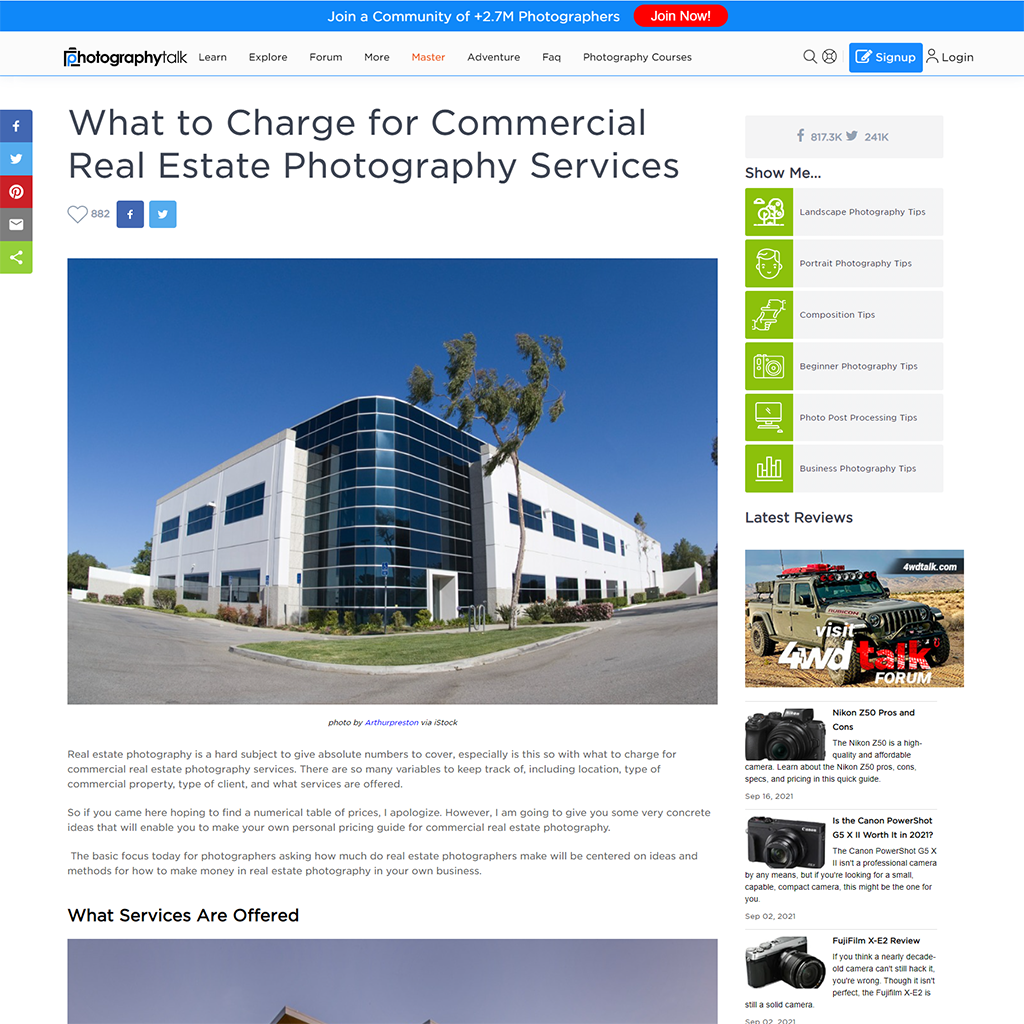 Join a Community of +2.7M Photographers Join Now!
photographytalk Learn Explore Forum More Master Adventure Faq Photography Courses Signup Login
What to Charge for Commercial
Real Estate Photography Services
882
photo by Arthurpreston via iStock
Real estate photography is a hard subject to give absolute numbers to cover, especially is this so with what to charge for
commercial real estate photography services. There are so many variables to keep track of, including location, type of
commercial property, type of client, and what services are offered.
So if you came here hoping to find a numerical table of prices, I apologize. However, I am going to give you some very concrete
ideas that will enable you to make your own personal pricing guide for commercial real estate photography.
The basic focus today for photographers asking how much do real estate photographers make will be centered on ideas and
methods for how to make money in real estate photography in your own business.
What Services Are Offered
817.3K 241K
Show Me...
Landscape Photography Tips
Portrait Photography Tips
Composition Tips
Beginner Photography Tips
Photo Post Processing Tips
Business Photography Tips
Latest Reviews
4wdtalk.com
RUBICON
visit
4wd talk
FORUM
Nikon Z50 Pros and
Cons
The Nikon Z50 is a high-
quality and affordable
camera. Learn about the Nikon Z50 pros, cons,
specs, and pricing in this quick guide.
Sep 16, 2021
Is the Canon PowerShot
G5 X II Worth It in 2021?
The Canon PowerShot G5 X
II isn't a professional camera
by any means, but if you're looking for a small,
capable, compact camera, this might be the one for
you.
Sep 02, 2021
FujiFilm X-E2 Review
If you think a nearly decade-
old camera can't still hack it,
you're wrong. Though it isn't
perfect, the Fujifilm X-E2 is
still a solid camera.
Sep 02, 2021